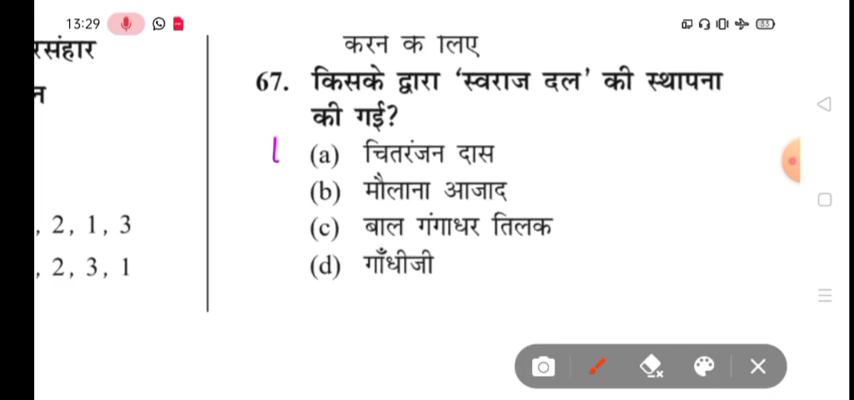 13:29
83
रसंहार
न
, 2, 1, 3
, 2, 3, 1
करन के लिए
67. किसके द्वारा ‘स्वराज दल’ की स्थापना
की गई?
(a) चितरंजन दास
(b) मौलाना आजाद
(c) बाल गंगाधर तिलक
(d) गाँधीजी